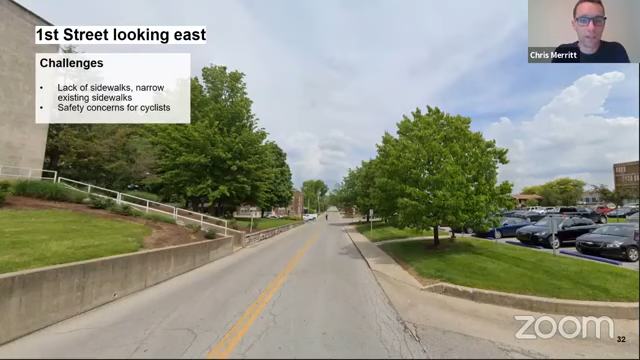 1st Street looking east
Challenges
• Lack of sidewalks, narrow
existing sidewalks
• Safety concerns for cyclists
Chris Merritt
zoom
32